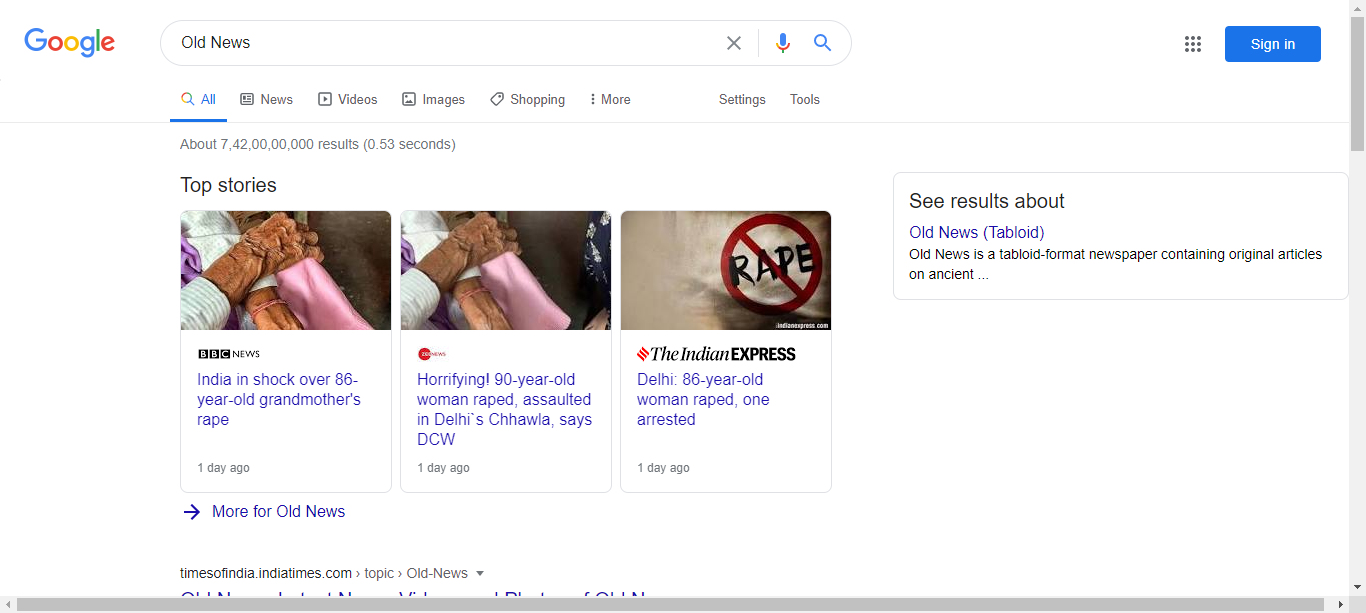 Google
Old News
Sign in
All
News
Videos
Images
Shopping
More
Settings
Tools
About 7,42,00,00,000 results (0.53 seconds)
Top stories
See results about
Old News (Tabloid)
Old News is a tabloid-format newspaper containing original articles
on ancient ...
RAPE
indianexpress.com
BBC NEWS
India in shock over 86-
year-old grandmother's
rape
1 day ago
ZEE NEWS
Horrifying! 90-year-old
woman raped, assaulted
in Delhi`s Chhawla, says
DCW
1 day ago
The Indian EXPRESS
Delhi: 86-year-old
woman raped, one
arrested
1 day ago
More for Old News
timesofindia.indiatimes.com › topic › Old-News